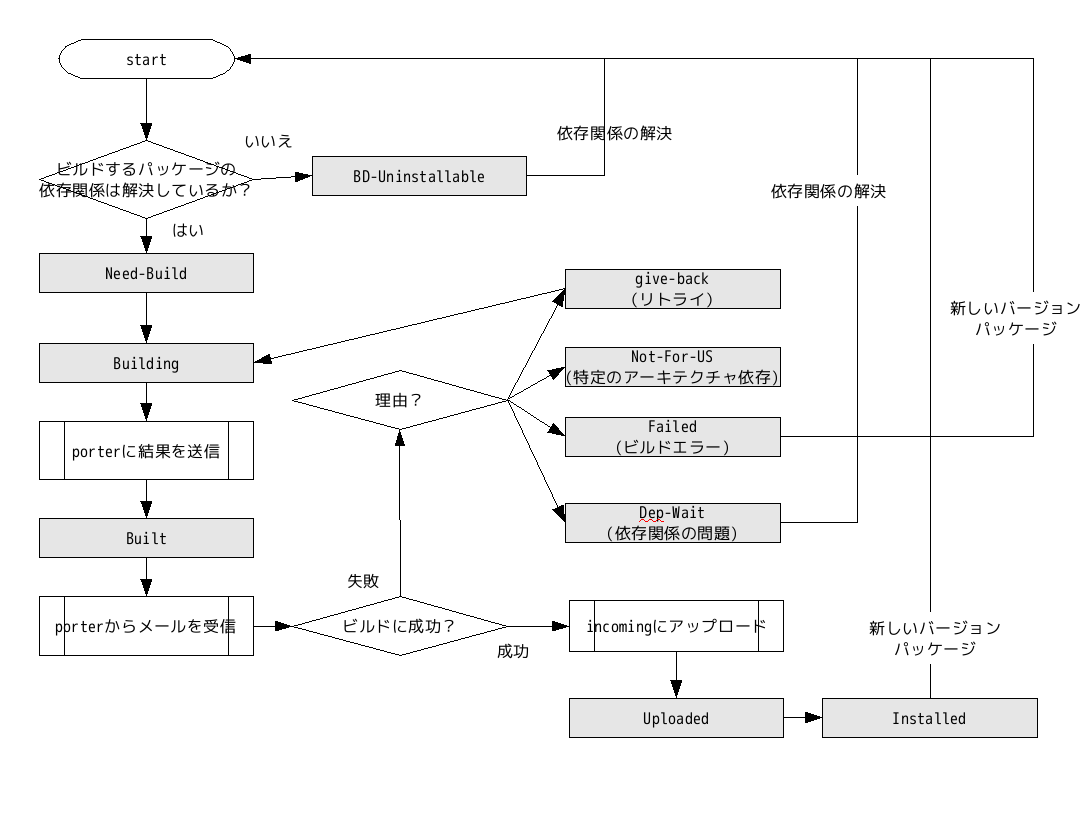 start
いいえ
依存関係の解決
ビルドするパッケージの
依存関係は解決しているか？
BD-Uninstallable
依存関係の解決
はい
Need-Build
give-back
(リトライ)
新しいバージョン
パッケージ
Building
Not-For-US
(特定のアーキテクチャ依存)
理由？
Failed
(ビルドエラー)
porterに結果を送信
Dep-Wait
(依存関係の問題)
Built
失敗
porterからメールを受信
ビルドに成功？
成功
incomingにアップロード
新しいバージョン
パッケージ
Uploaded
Installed